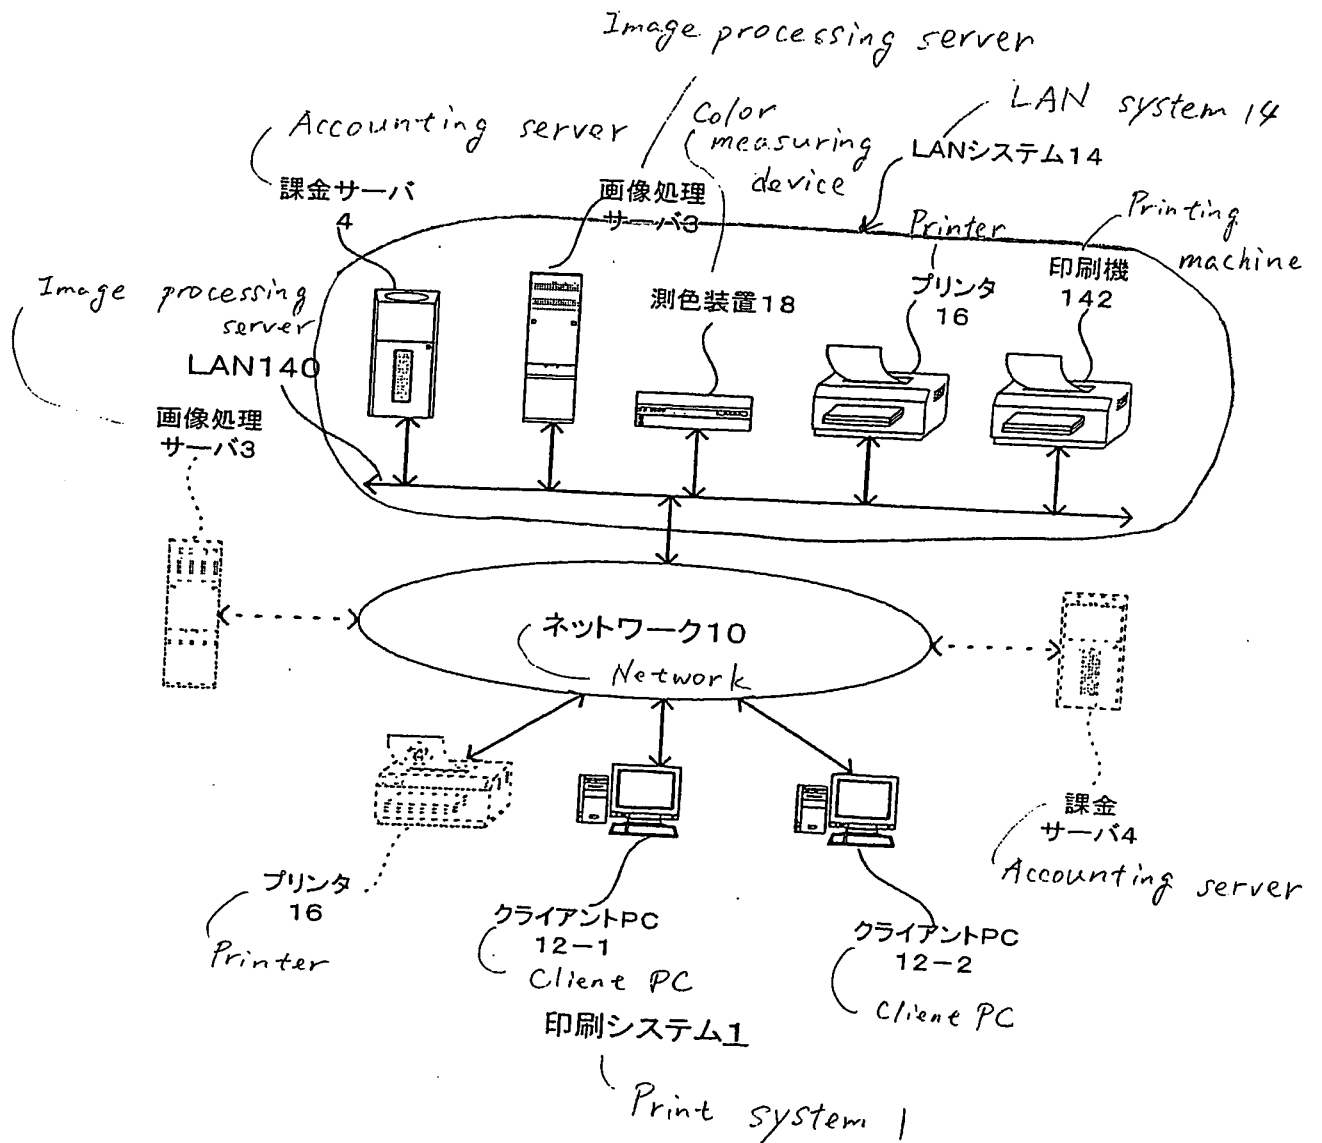 Image processing server
Accounting server
Color
measuring
device
LAN system 14
LANシステム14
課金サーバ
4
画像処理
サーバ3
Printer
プリンタ
16
Printing
machine
印刷機
142
測色装置18
Image processing
server
LAN140
画像処理
サーバ3
ネットワーク10
Network
課金
サーバ4
Accounting server
プリンタ
16
Printer
クライアントPC
12-1
Client PC
クライアントPC
12-2
Client PC
印刷システム1
Print system 1